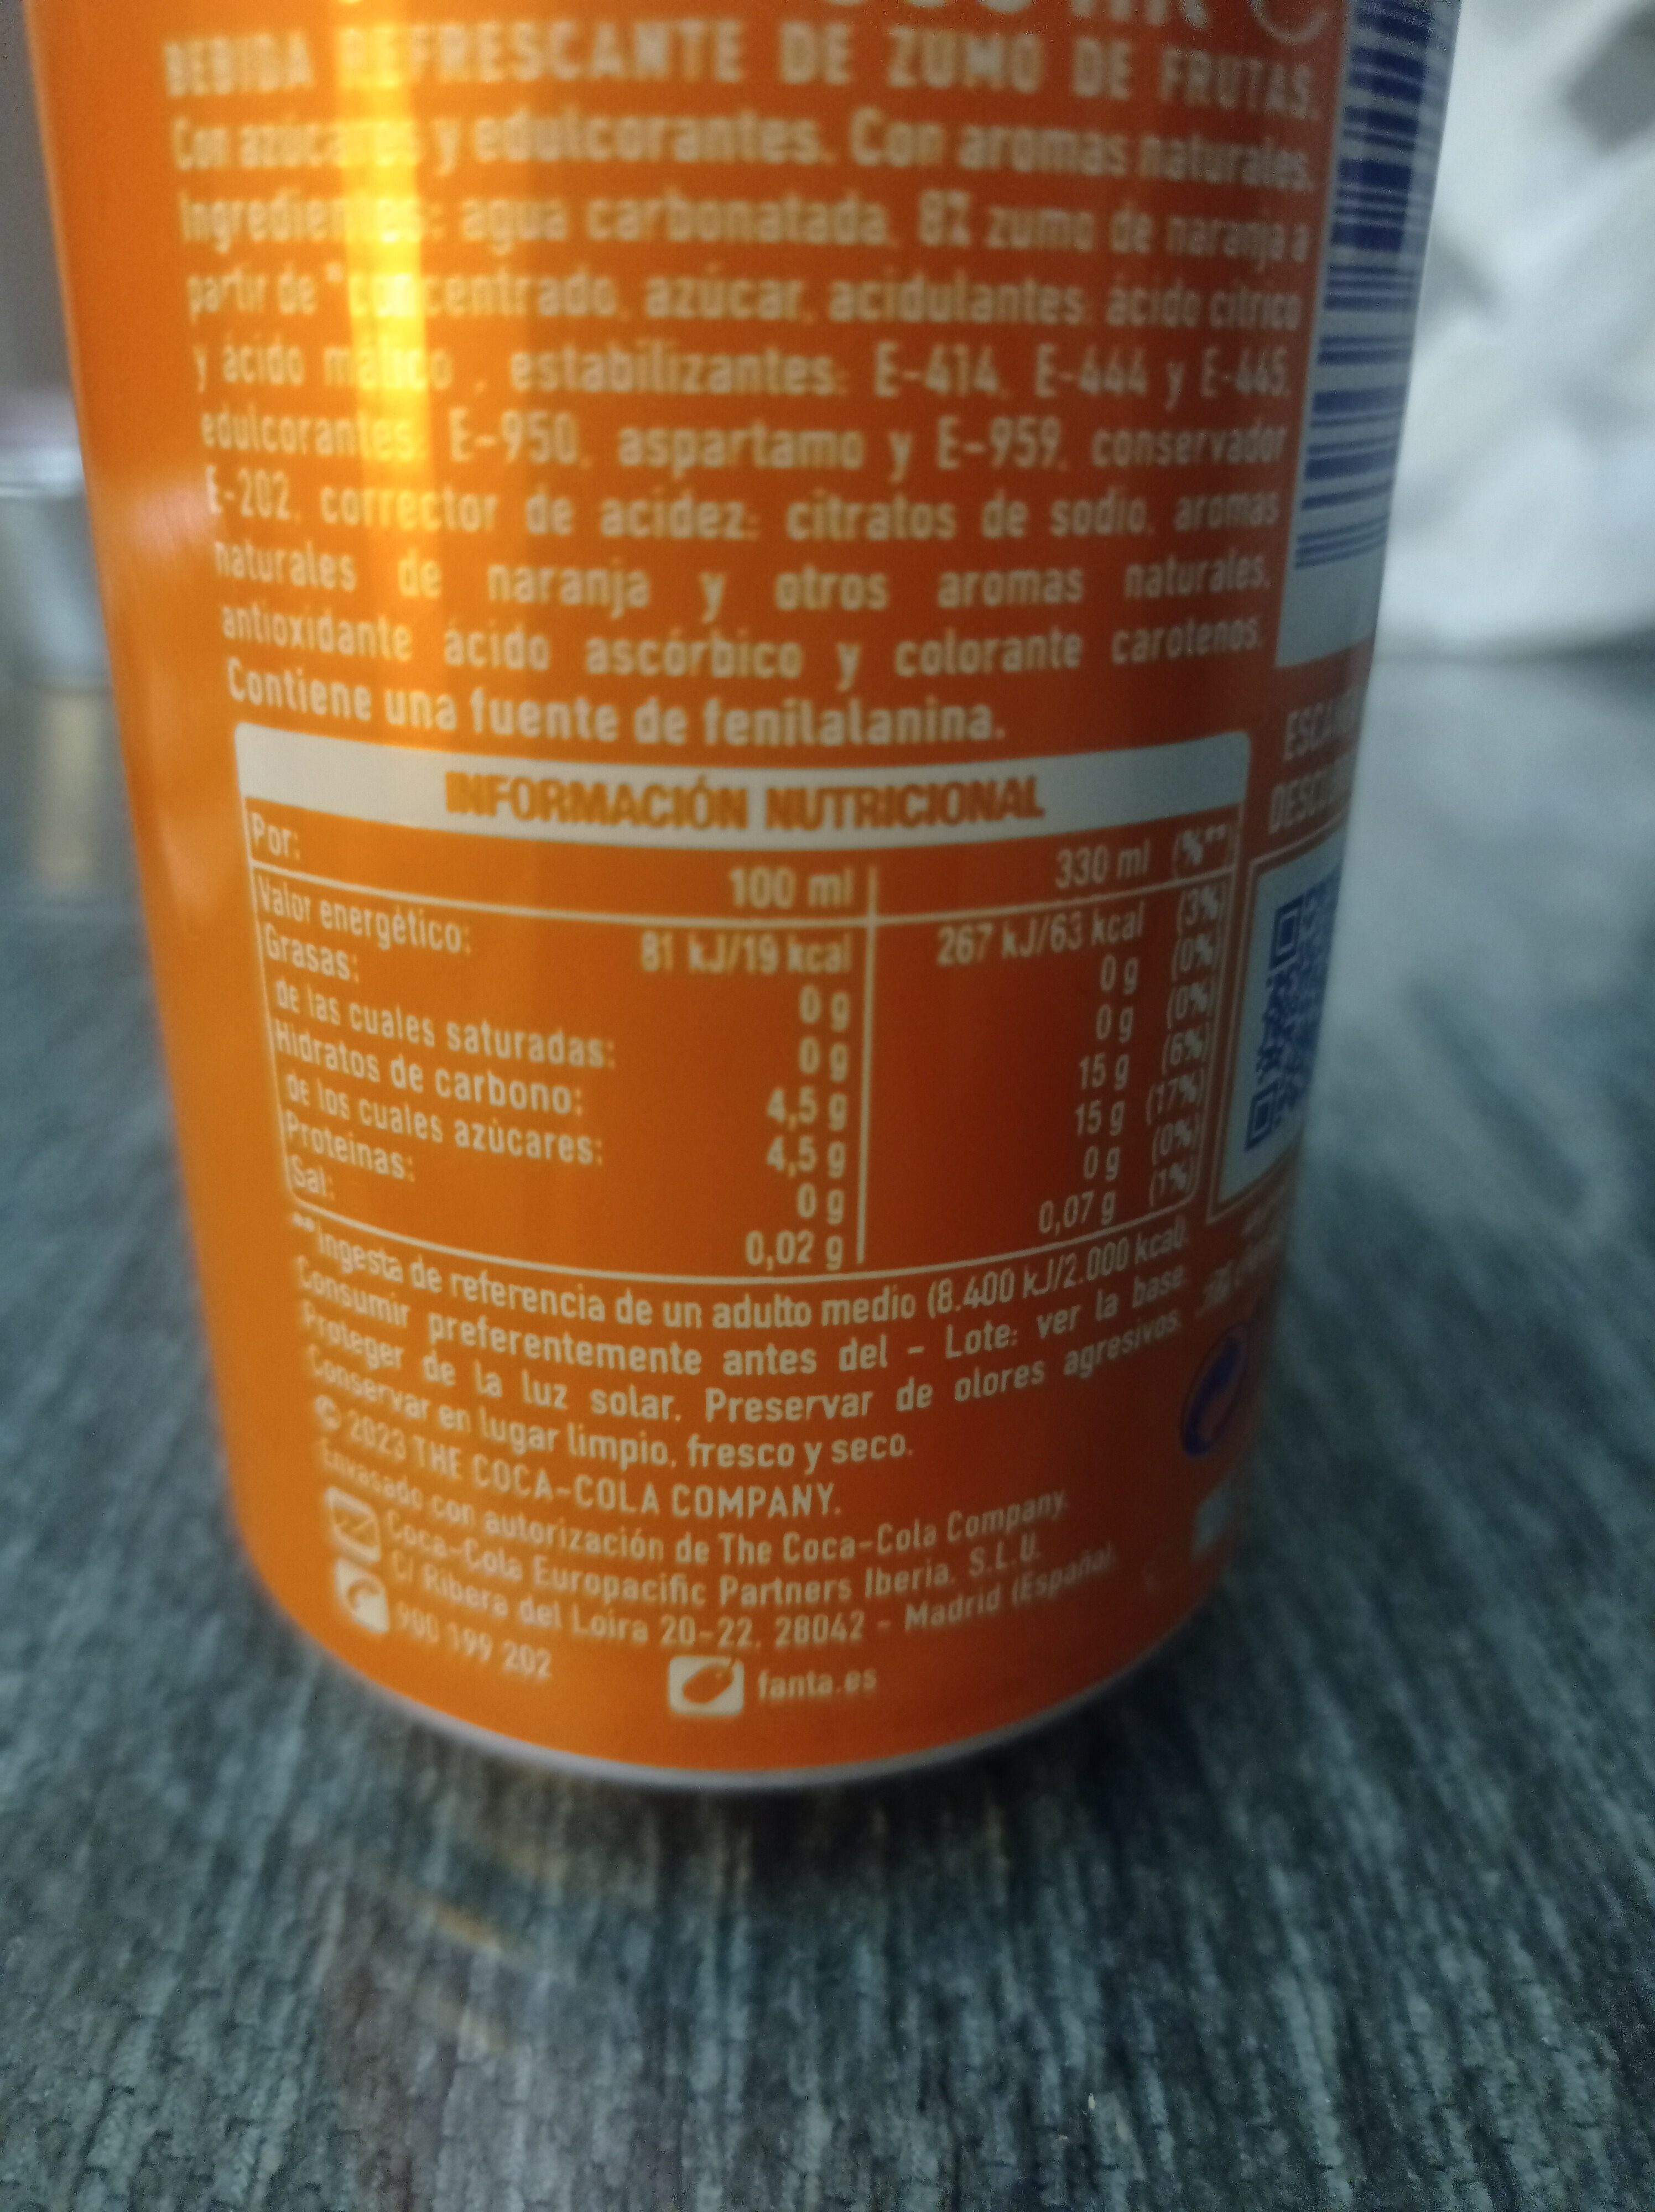 BEBIDA REFRESCANTE DE ZUMO DE FRUTAS.
Con azúcares y edulcorantes. Con aromas naturales.
Ingredientes: agua carbonatada, 8% zumo de naranja a
partir de concentrado, azúcar, acidulantes: ácido cítrico
y ácido málico, estabilizantes: E-414, E-444 y E-445,
edulcorantes: E-950, aspartamo y E-959, conservador
E-202, corrector de acidez: citratos de sodio, aromas
naturales de naranja y otros aromas naturales,
antioxidante ácido ascórbico y colorante carotenos.
Contiene una fuente de fenilalanina.
INFORMACIÓN NUTRICIONAL
Por: 100 ml 330 ml (%**)
Valor energético: 81 kJ/19 kcal 267 kJ/63 kcal (3%)
Grasas: 0 g 0 g (0%)
de las cuales saturadas: 0 g 0 g (0%)
Hidratos de carbono: 4,5 g 15 g (6%)
de los cuales azúcares: 4,5 g 15 g (17%)
Proteínas: 0 g 0 g (0%)
Sal: 0,02 g 0,07 g (1%)
**Ingesta de referencia de un adulto medio (8.400 kJ/2.000 kcal).
Consumir preferentemente antes del - Lote: ver la base.
Proteger de la luz solar. Preservar de olores agresivos.
Conservar en lugar limpio, fresco y seco.
© 2023 THE COCA-COLA COMPANY.
Envasado con autorización de The Coca-Cola Company.
Coca-Cola Europacific Partners Iberia, S.L.U.
C/ Ribera del Loira 20-22, 28042 - Madrid (España).
900 199 202
fanta.es